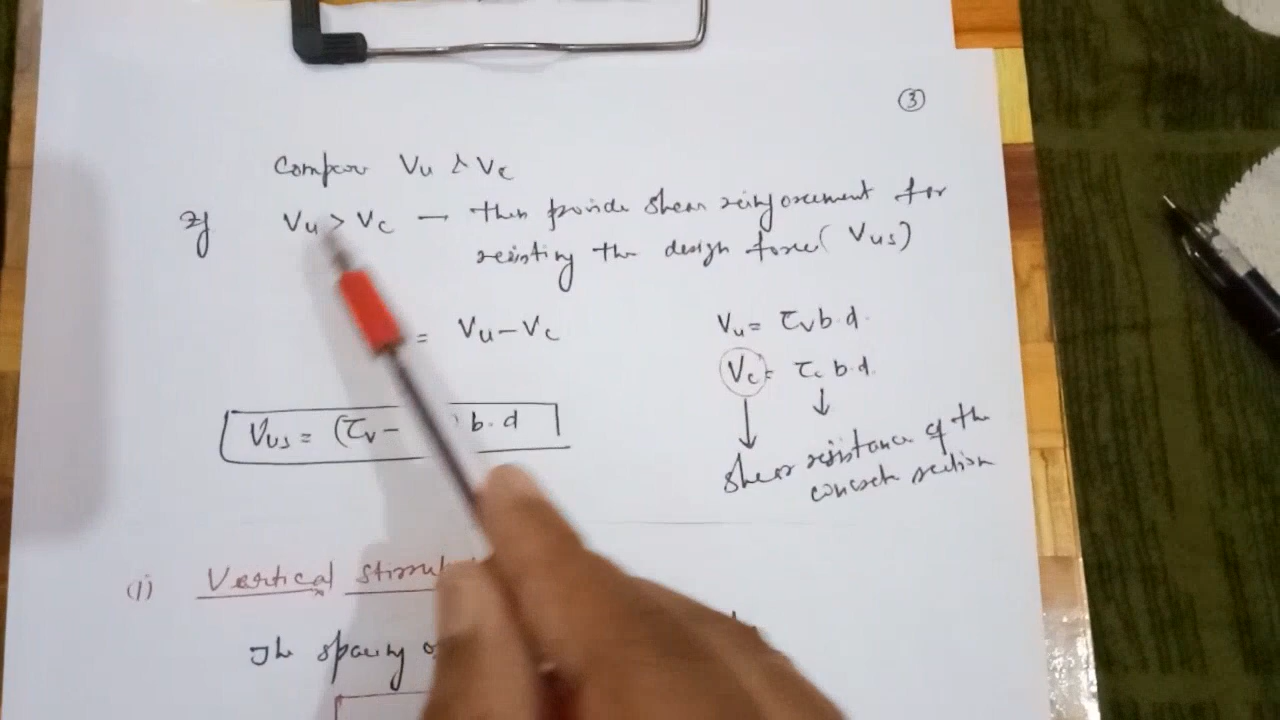 ③
Compare Vu & Vc
If Vu > Vc → then provide shear reinforcement for
resisting the design force (Vus)
= Vu – Vc
Vu = τv b.d.
Vc = τc b.d.
Vus = (τv – b.d
shear resistance of the
concrete section
(i) Vertical
The spacing